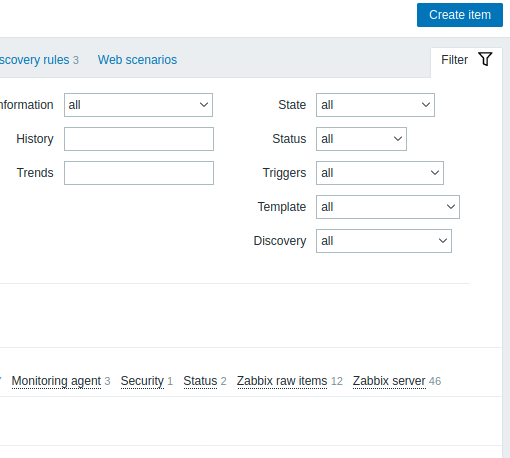 Create item
scovery rules 3 Web scenarios Filter
nformation all State all
History Status all
Trends Triggers all
Template all
Discovery all
Monitoring agent 3 Security 1 Status 2 Zabbix raw items 12 Zabbix server 46